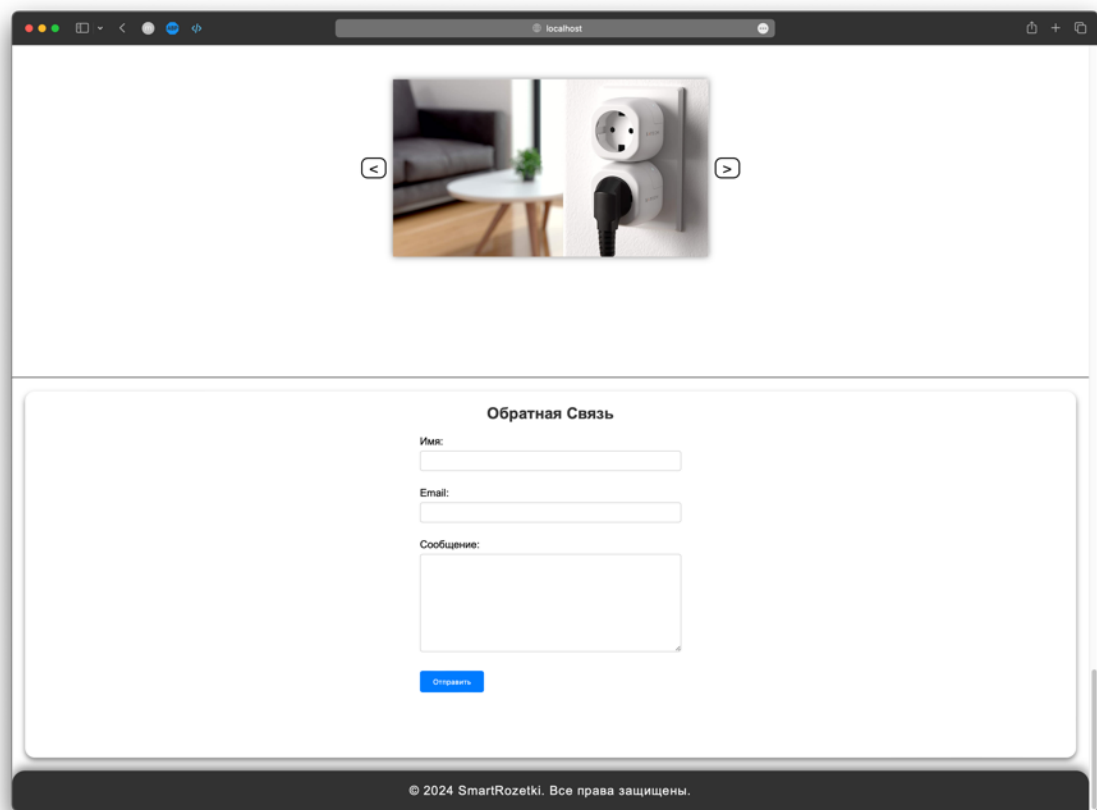 localhost
<
>
Обратная Связь
Имя:
Email:
Сообщение:
Отправить
© 2024 SmartRozetki. Все права защищены.